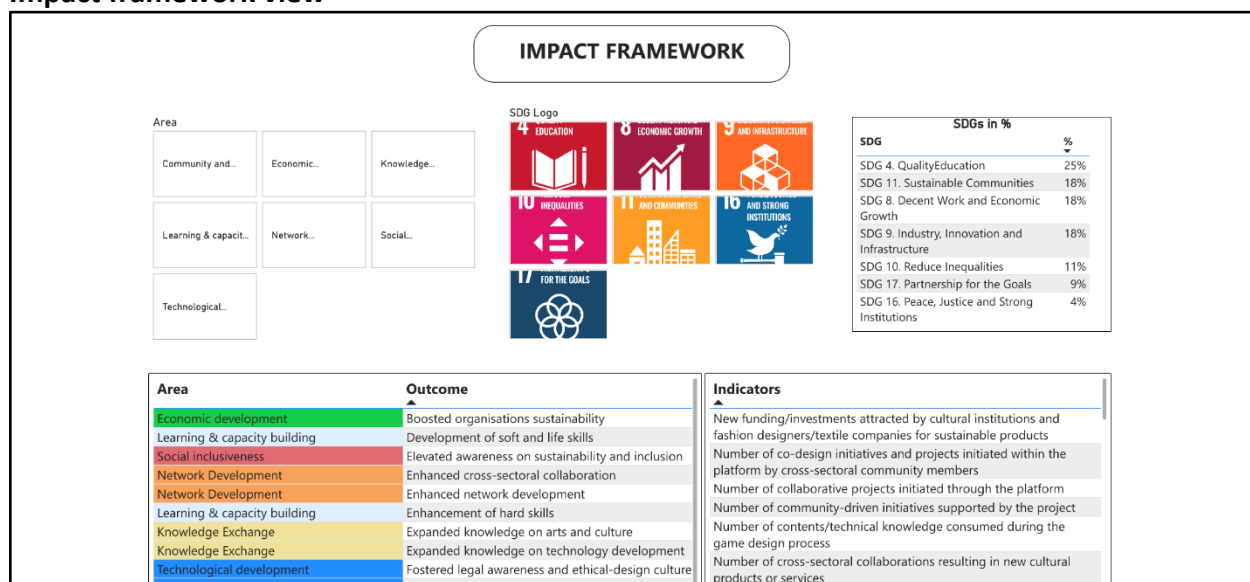 Impact framework view
IMPACT FRAMEWORK
Area
Community and...
Economic...
Knowledge...
Learning & capacit...
Network...
Social...
Technological...
SDG Logo
4
EDUCATION
8 ECONOMIC GROWTH
9 AND INFRASTRUCTURE
10 INEQUALITIES
11 AND COMMUNITIES
16 AND STRONG
INSTITUTIONS
17 FOR THE GOALS
SDGs in %
SDG %
SDG 4. QualityEducation 25%
SDG 11. Sustainable Communities 18%
SDG 8. Decent Work and Economic 18%
Growth
SDG 9. Industry, Innovation and 18%
Infrastructure
SDG 10. Reduce Inequalities 11%
SDG 17. Partnership for the Goals 9%
SDG 16. Peace, Justice and Strong 4%
Institutions
Area Outcome
Economic development Boosted organisations sustainability
Learning & capacity building Development of soft and life skills
Social inclusiveness Elevated awareness on sustainability and inclusion
Network Development Enhanced cross-sectoral collaboration
Network Development Enhanced network development
Learning & capacity building Enhancement of hard skills
Knowledge Exchange Expanded knowledge on arts and culture
Knowledge Exchange Expanded knowledge on technology development
Technological development Fostered legal awareness and ethical-design culture
Indicators
New funding/investments attracted by cultural institutions and
fashion designers/textile companies for sustainable products
Number of co-design initiatives and projects initiated within the
platform by cross-sectoral community members
Number of collaborative projects initiated through the platform
Number of community-driven initiatives supported by the project
Number of contents/technical knowledge consumed during the
game design process
Number of cross-sectoral collaborations resulting in new cultural
products or services